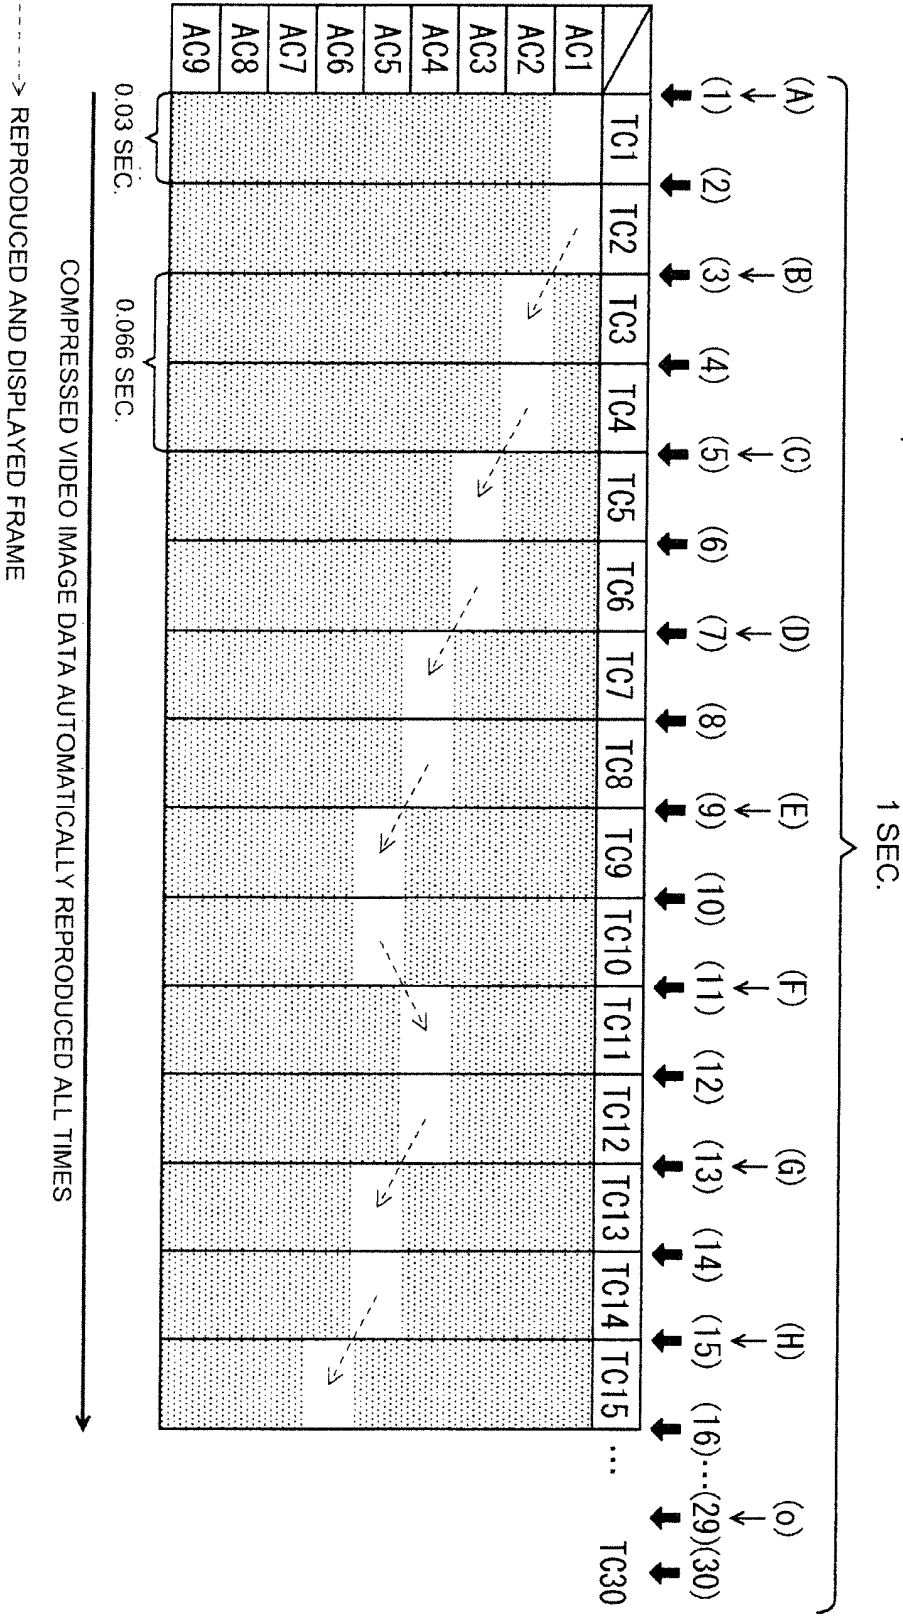 1 SEC.
(A) (B) (C) (D) (E) (F) (G) (H) (o)
(1) (2) (3) (4) (5) (6) (7) (8) (9) (10) (11) (12) (13) (14) (15) (16)···(29)(30)
TC1 TC2 TC3 TC4 TC5 TC6 TC7 TC8 TC9 TC10 TC11 TC12 TC13 TC14 TC15 ··· TC30
AC1
AC2
AC3
AC4
AC5
AC6
AC7
AC8
AC9
0.03 SEC. 0.066 SEC.
COMPRESSED VIDEO IMAGE DATA AUTOMATICALLY REPRODUCED ALL TIMES
REPRODUCED AND DISPLAYED FRAME